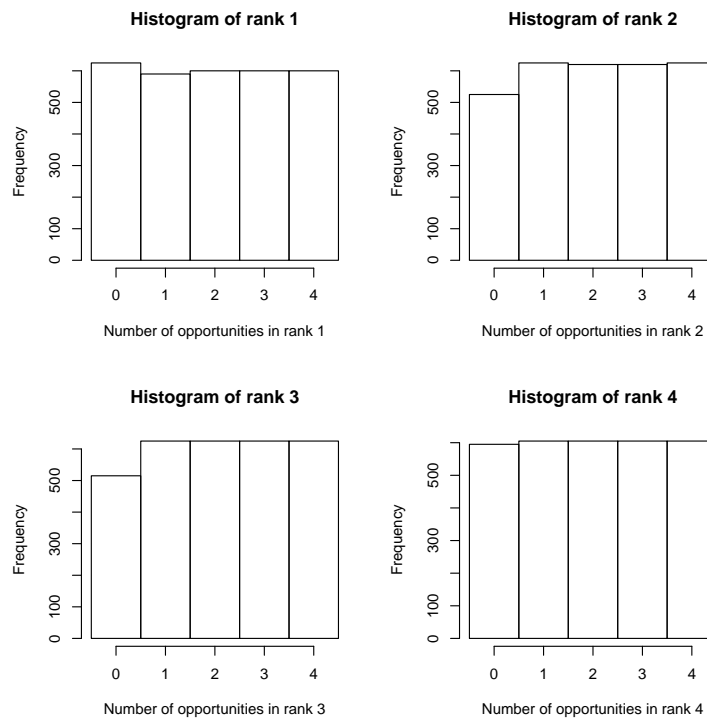 Histogram of rank 1
Frequency
0 100 300 500
0 1 2 3 4
Number of opportunities in rank 1
Histogram of rank 2
Frequency
0 100 300 500
0 1 2 3 4
Number of opportunities in rank 2
Histogram of rank 3
Frequency
0 100 300 500
0 1 2 3 4
Number of opportunities in rank 3
Histogram of rank 4
Frequency
0 100 300 500
0 1 2 3 4
Number of opportunities in rank 4